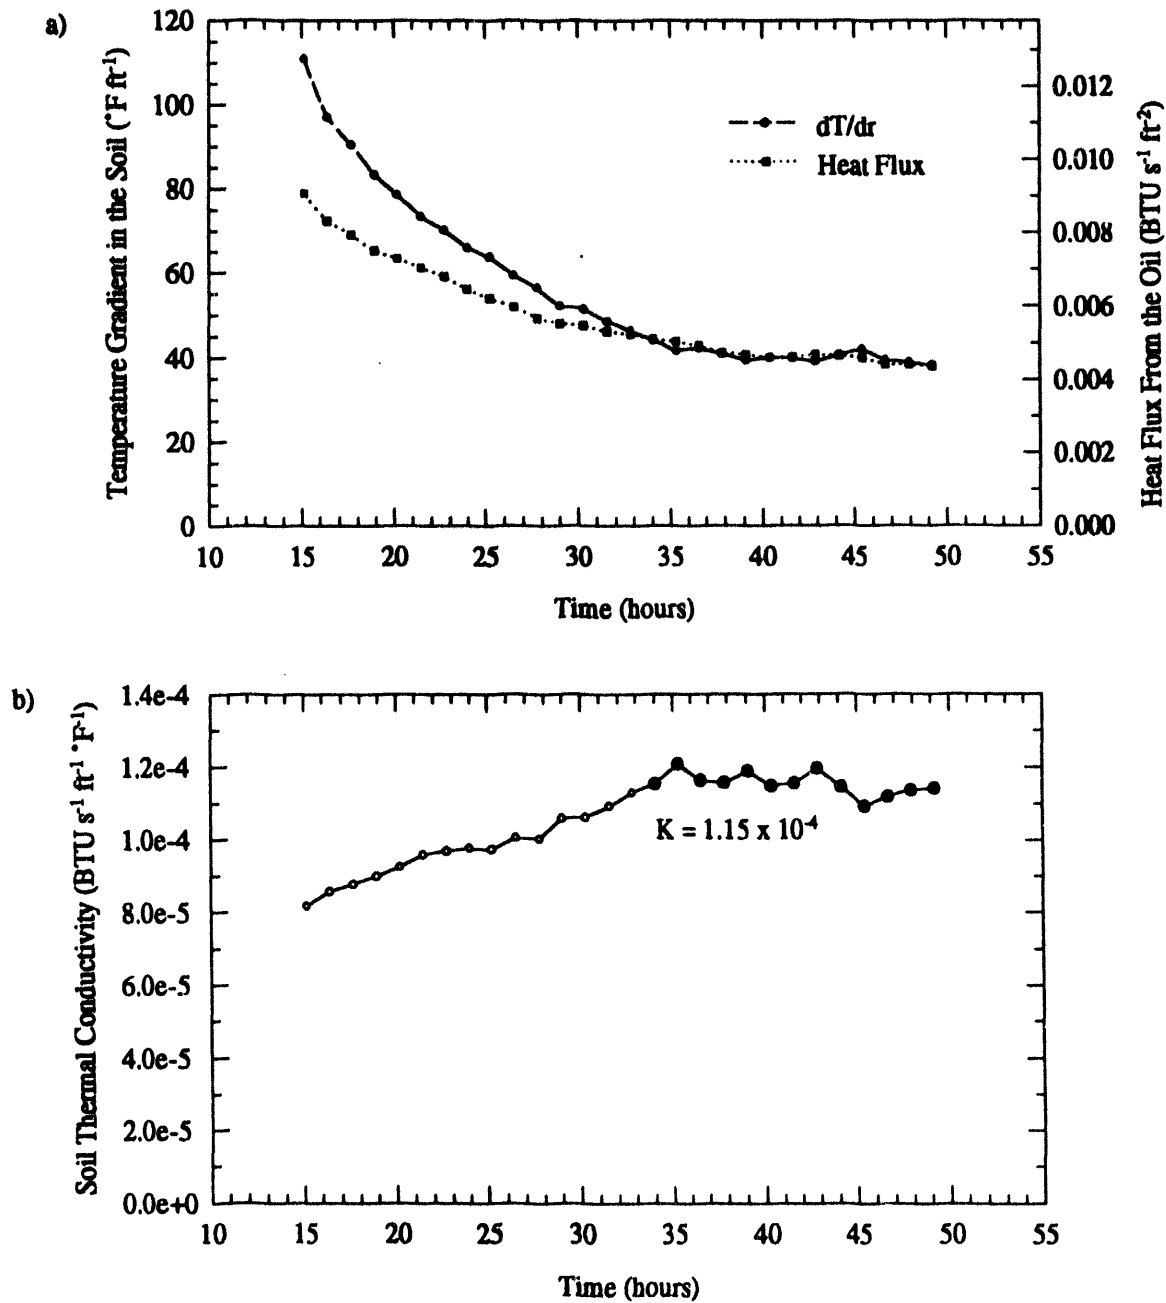 a)
120
100
80
60
40
20
0
Temperature Gradient in the Soil (°F ft⁻¹)
dT/dr
Heat Flux
0.012
0.010
0.008
0.006
0.004
0.002
0.000
Heat Flux From the Oil (BTU s⁻¹ ft⁻²)
10 15 20 25 30 35 40 45 50 55
Time (hours)
b)
1.4e-4
1.2e-4
1.0e-4
8.0e-5
6.0e-5
4.0e-5
2.0e-5
0.0e+0
Soil Thermal Conductivity (BTU s⁻¹ ft⁻¹ °F⁻¹)
K = 1.15 x 10⁻⁴
10 15 20 25 30 35 40 45 50 55
Time (hours)